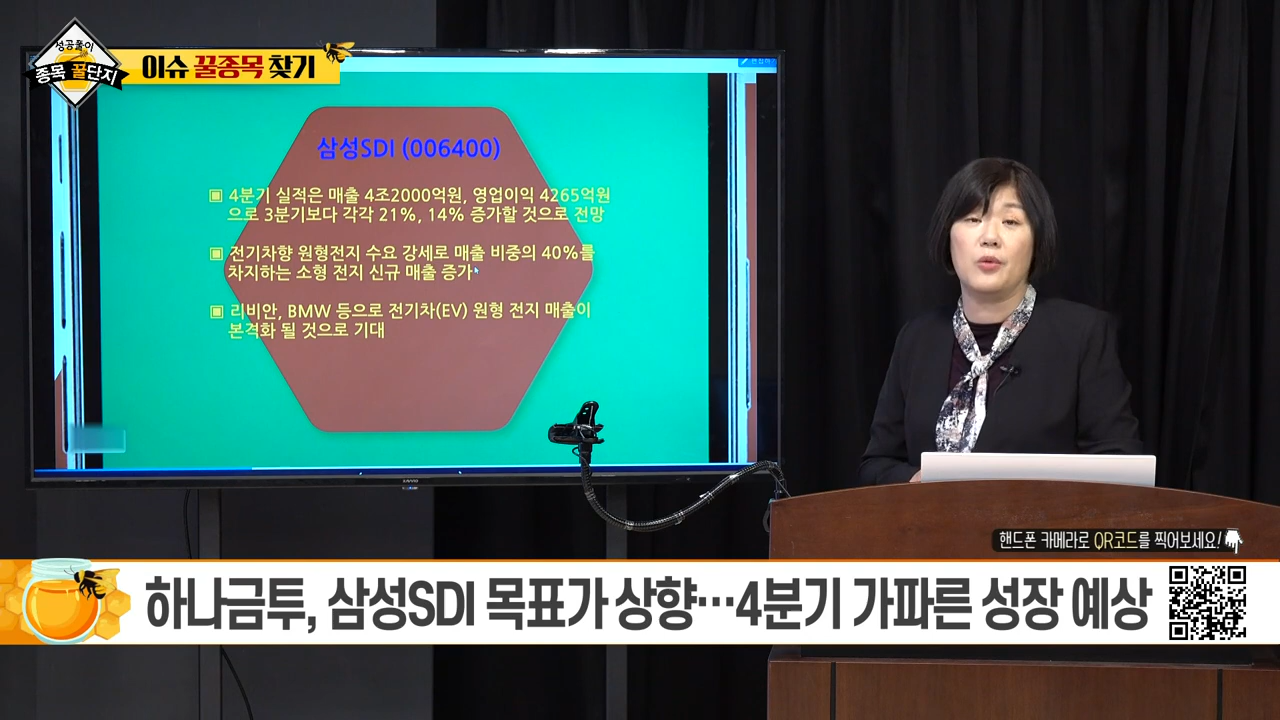 성공풀이
종목 꿀단지
이슈 꿀종목 찾기
삼성SDI (006400)
▣ 4분기 실적은 매출 4조2000억원, 영업이익 4265억원
으로 3분기보다 각각 21%, 14% 증가할 것으로 전망
▣ 전기차향 원형전지 수요 강세로 매출 비중의 40%를
차지하는 소형 전지 신규 매출 증가
▣ 리비안, BMW 등으로 전기차(EV) 원형 전지 매출이
본격화 될 것으로 기대
핸드폰 카메라로 QR코드를 찍어보세요!
하나금투, 삼성SDI 목표가 상향…4분기 가파른 성장 예상